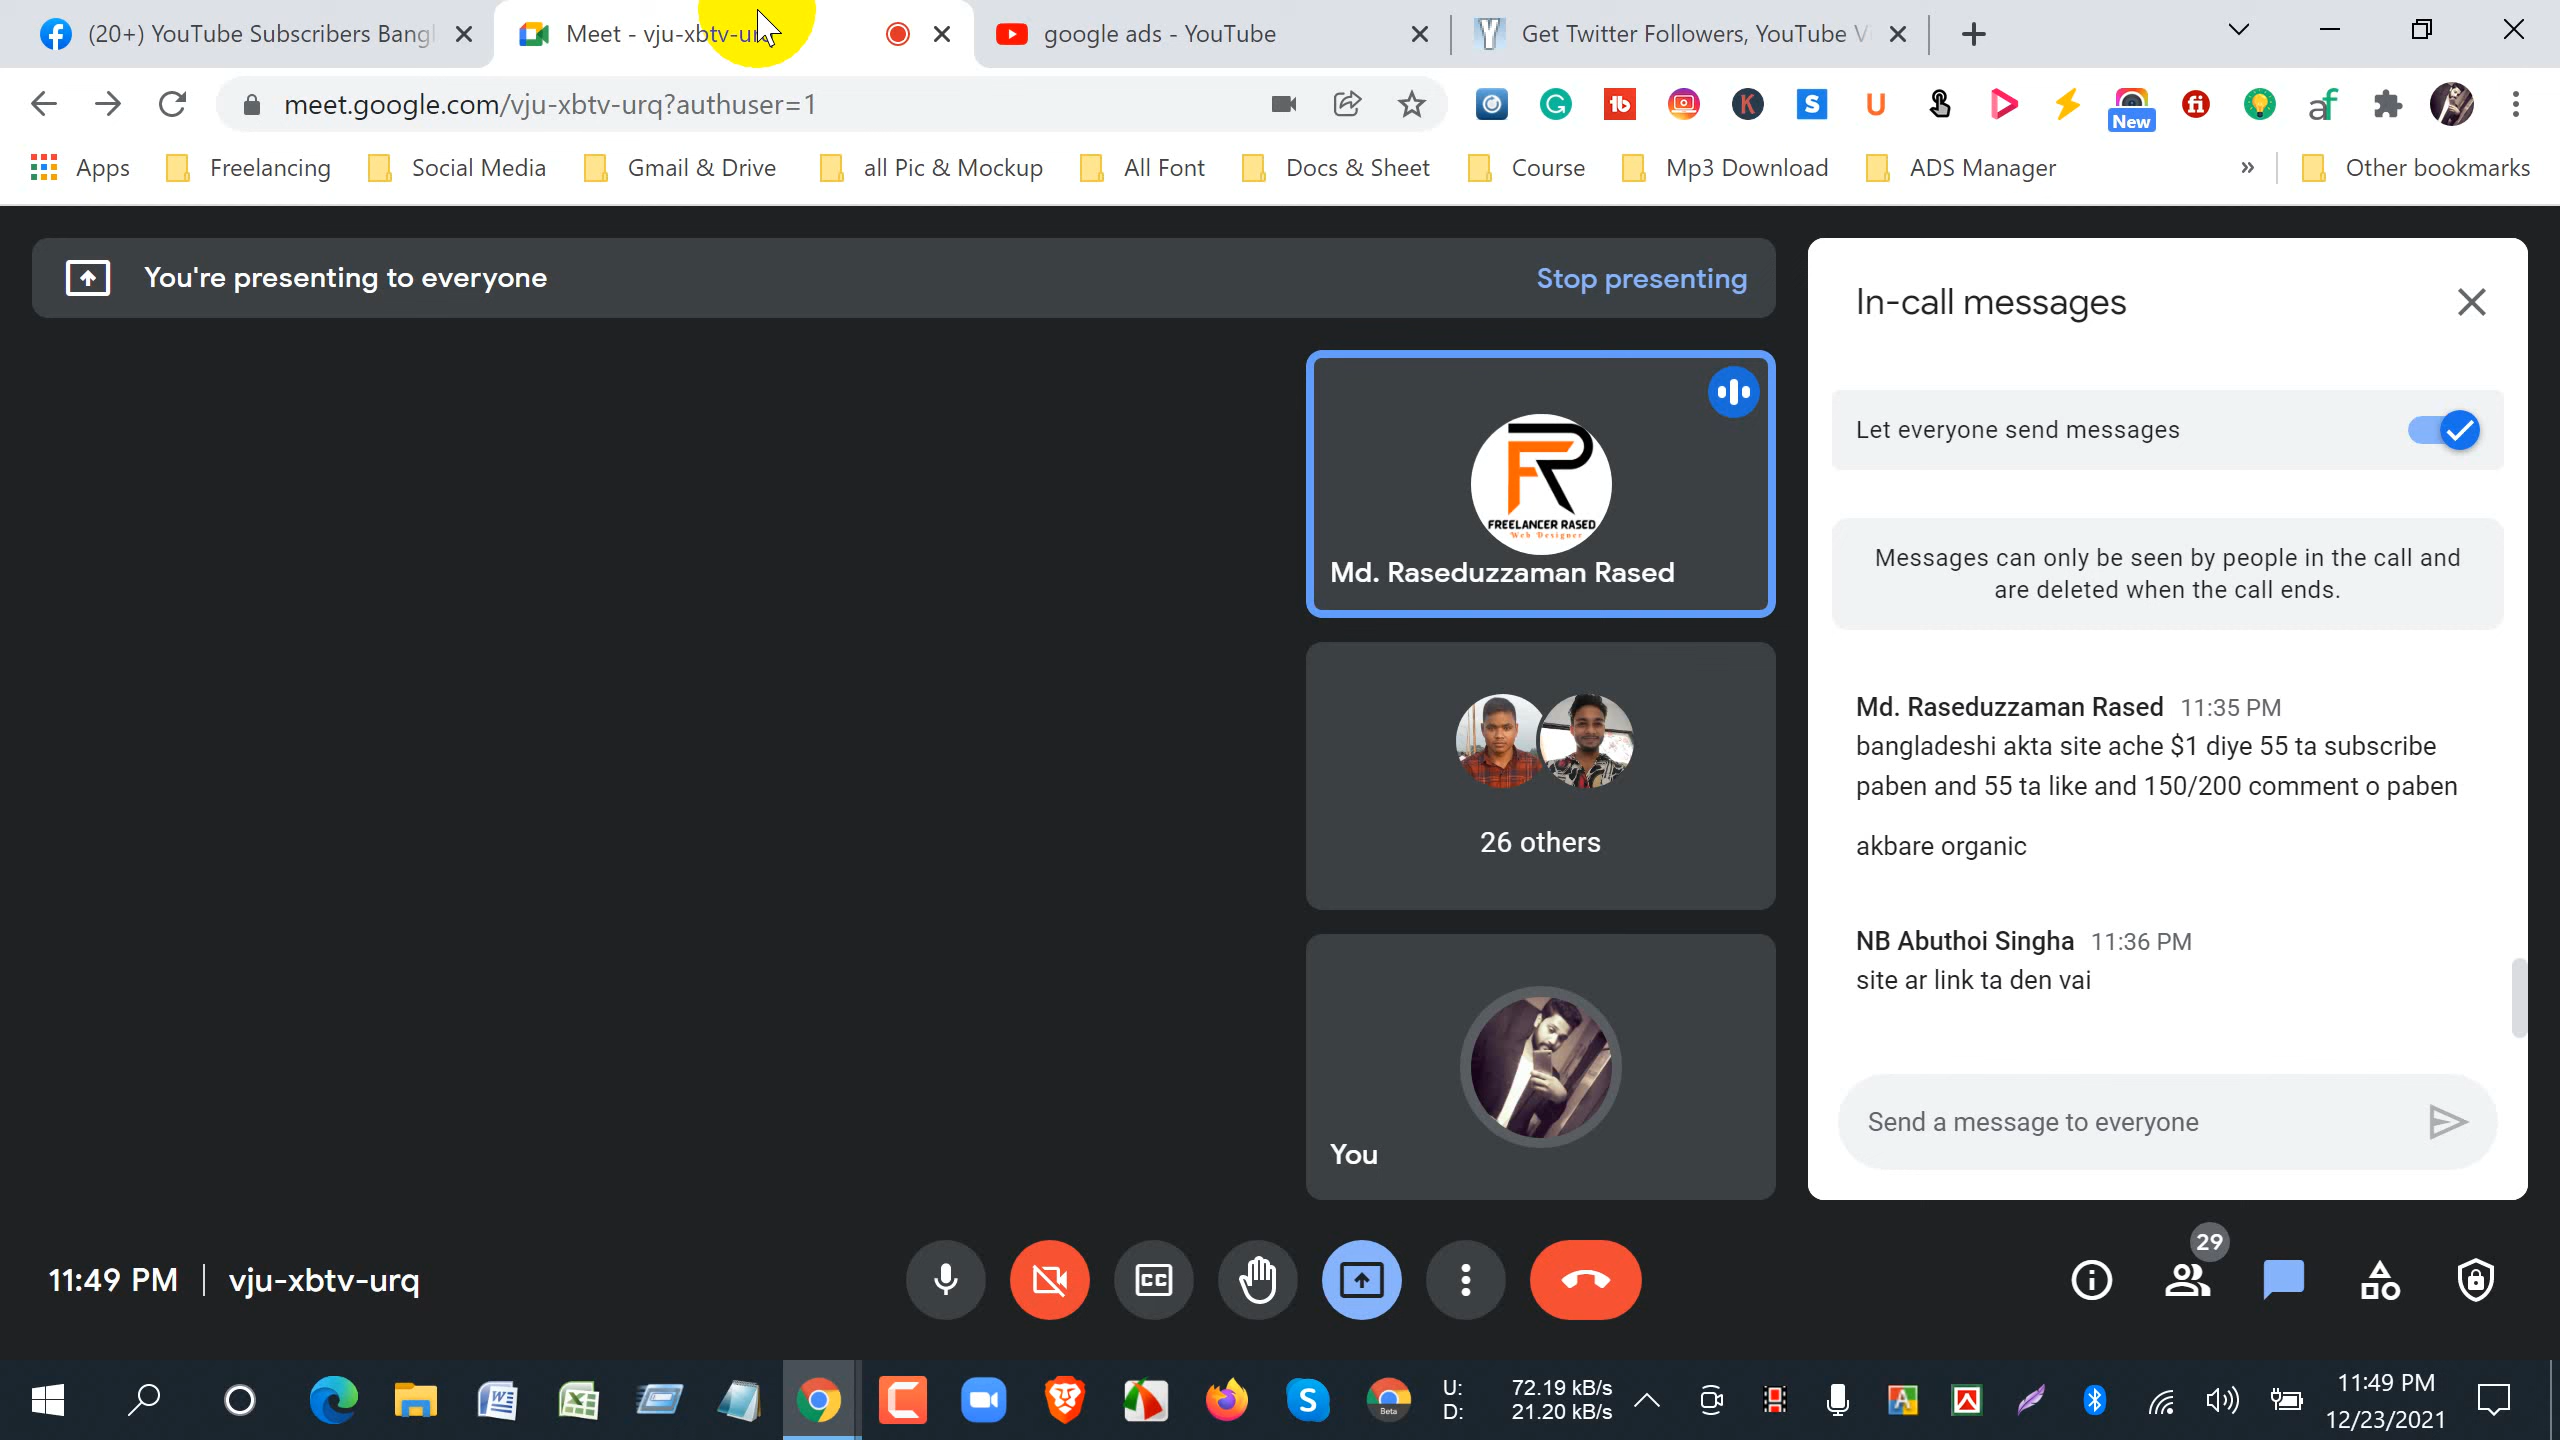 (20+) YouTube Subscribers Bangl
Meet - vju-xbtv-ur
google ads - YouTube
Get Twitter Followers, YouTube Vi
meet.google.com/vju-xbtv-urq?authuser=1
New
Apps
Freelancing
Social Media
Gmail & Drive
all Pic & Mockup
All Font
Docs & Sheet
Course
Mp3 Download
ADS Manager
»
Other bookmarks
You're presenting to everyone
Stop presenting
FREELANCER RASED
Web Designer
Md. Raseduzzaman Rased
26 others
You
In-call messages
Let everyone send messages
Messages can only be seen by people in the call and
are deleted when the call ends.
Md. Raseduzzaman Rased 11:35 PM
bangladeshi akta site ache $1 diye 55 ta subscribe
paben and 55 ta like and 150/200 comment o paben
akbare organic
NB Abuthoi Singha 11:36 PM
site ar link ta den vai
Send a message to everyone
11:49 PM | vju-xbtv-urq
CC
29
Beta
U: 72.19 kB/s
D: 21.20 kB/s
11:49 PM
12/23/2021